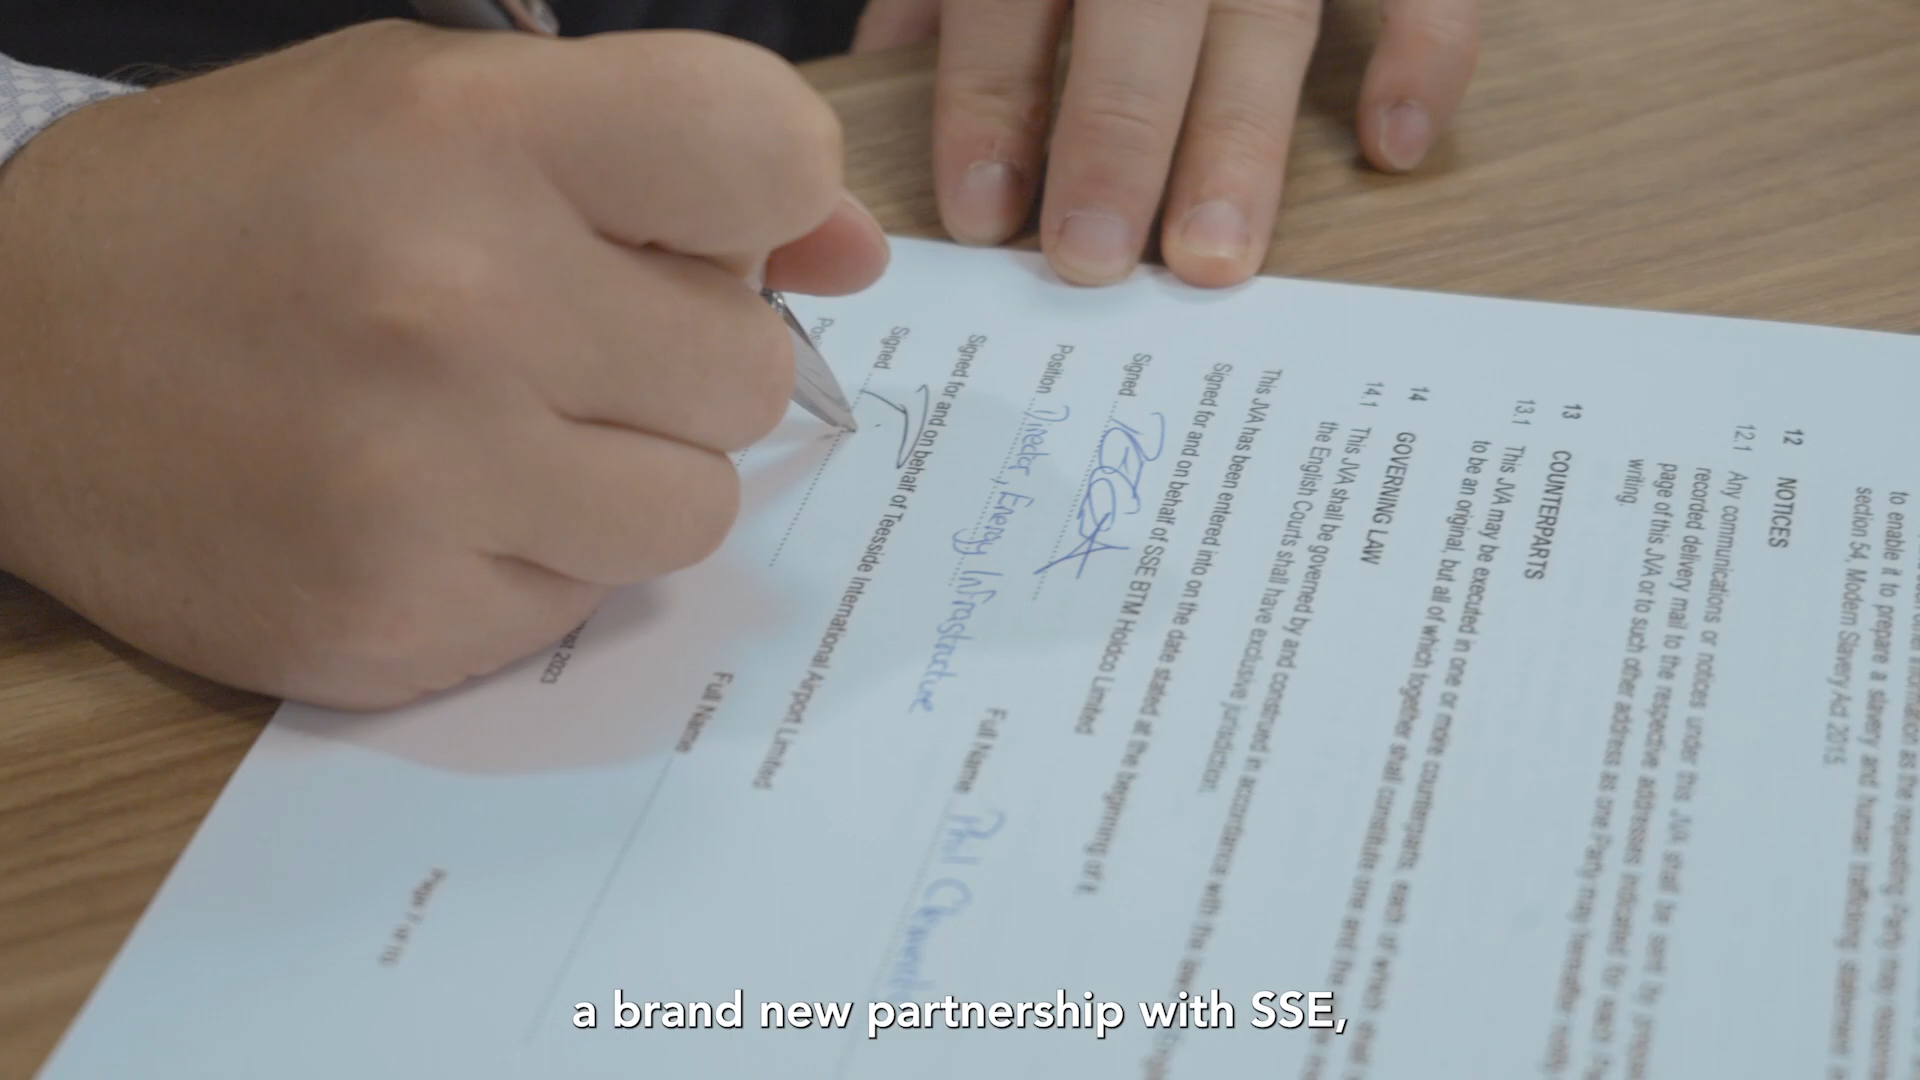 to enable it to prepare a slavery and human trafficking statement
section 54, Modern Slavery Act 2015.
12 NOTICES
12.1 Any communications or notices under this JVA shall be sent by
recorded delivery mail to the respective addresses indicated for each
page of this JVA or to such other address as one Party may hereafter notify
writing.
13 COUNTERPARTS
13.1 This JVA may be executed in one or more counterparts, each of which shall
to be an original, but all of which together shall constitute one and the
14 GOVERNING LAW
14.1 This JVA shall be governed by and construed in accordance with the
the English Courts shall have exclusive jurisdiction.
This JVA has been entered into on the date stated at the beginning of it.
Signed for and on behalf of SSE BTM Holdco Limited
Signed
Position Director, Energy Infrastructure Full Name Phil
Signed for and on behalf of Teesside International Airport Limited
Signed
Full Name
2023
Page 7 of
a brand new partnership with SSE,